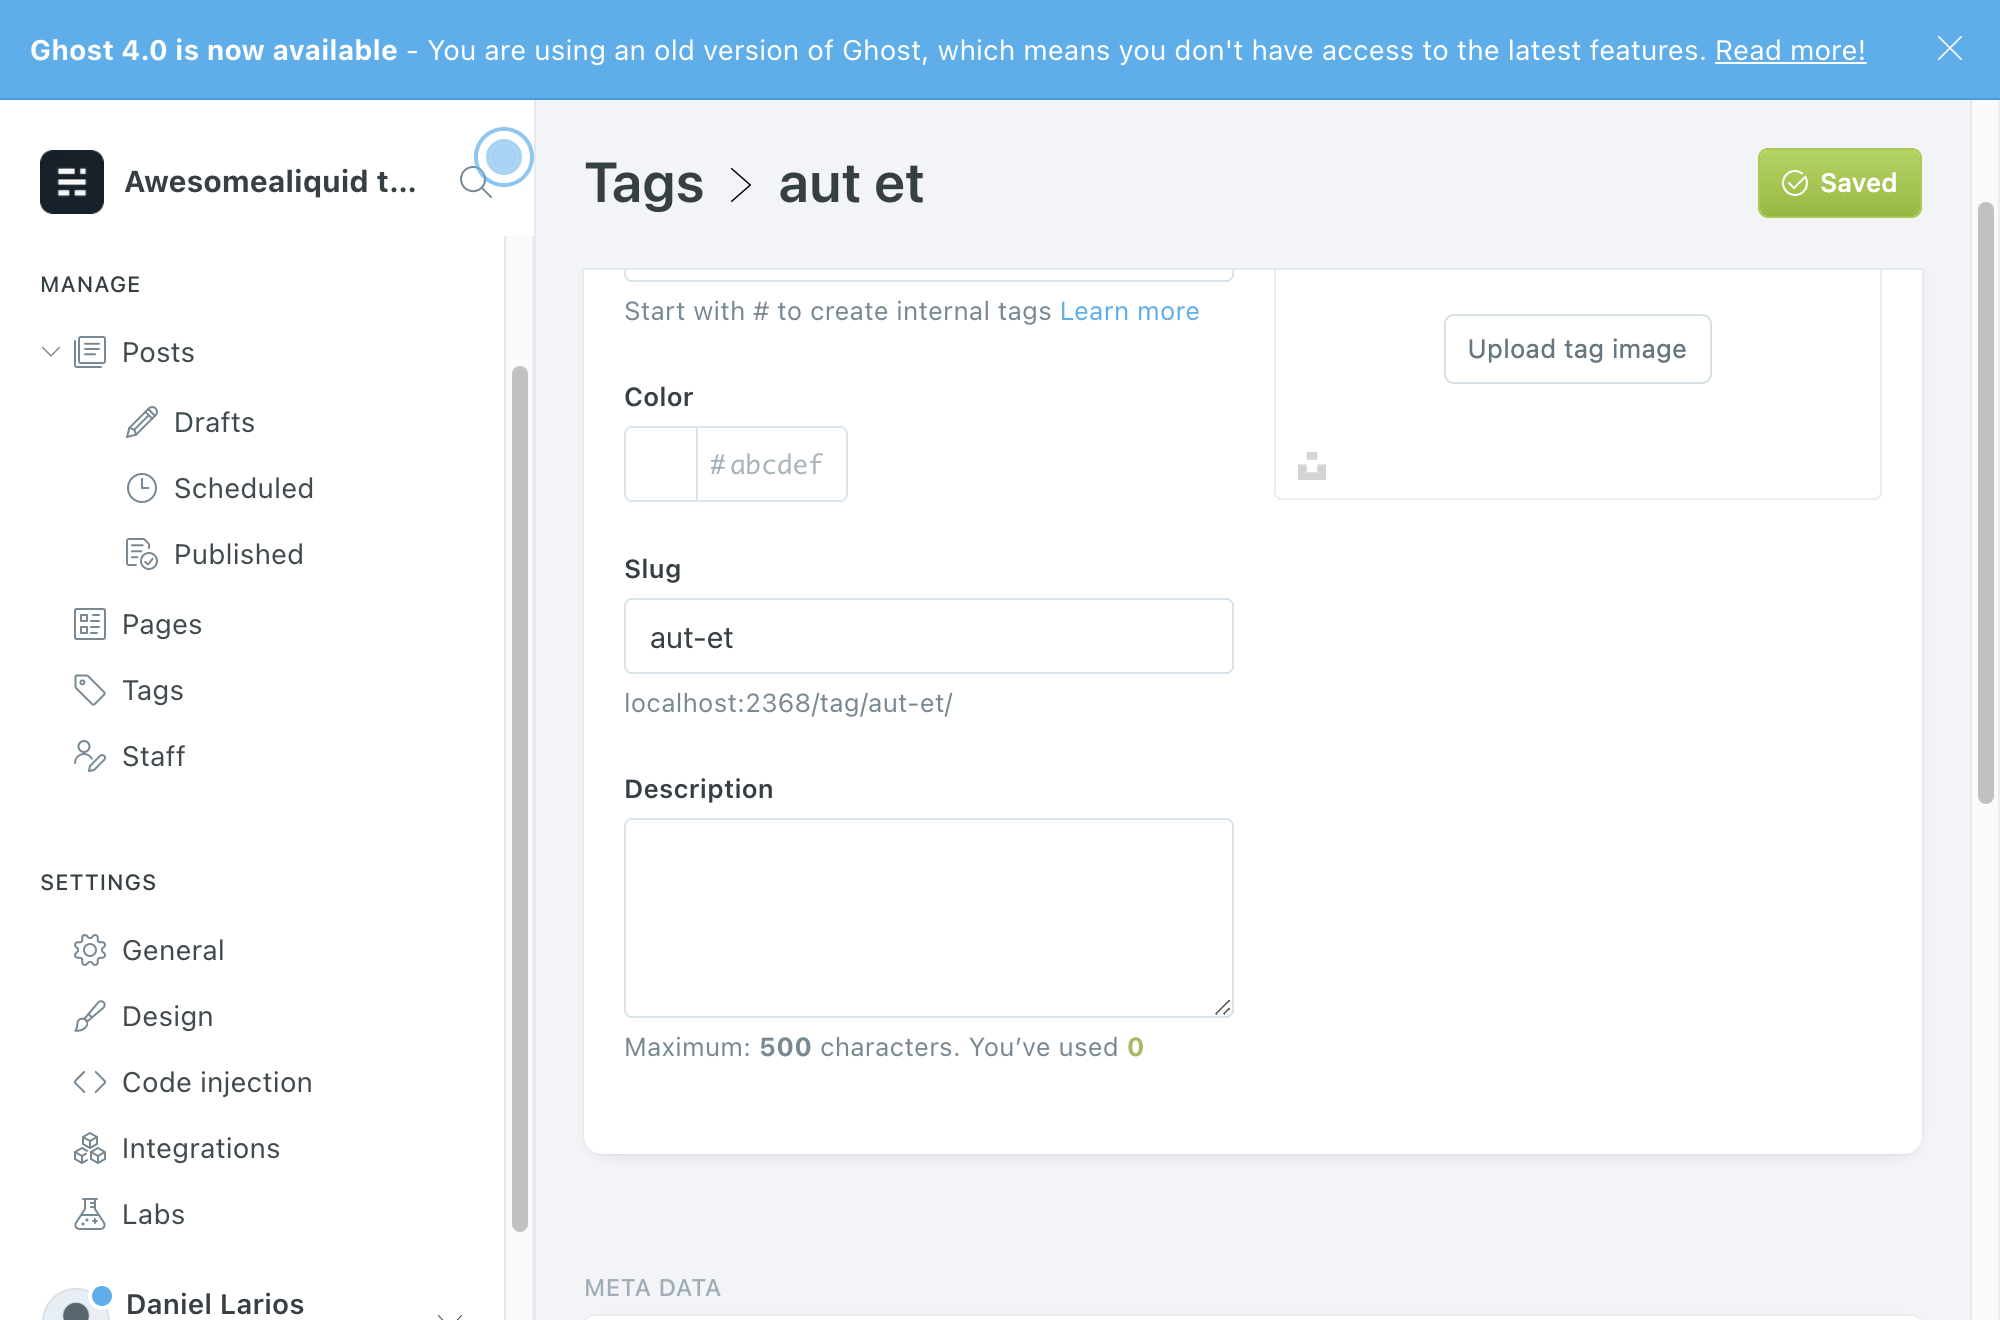 Ghost 4.0 is now available - You are using an old version of Ghost, which means you don't have access to the latest features. Read more!
Awesomealiquid t...
MANAGE
Posts
Drafts
Scheduled
Published
Pages
Tags
Staff
SETTINGS
General
Design
Code injection
Integrations
Labs
Daniel Larios
Tags > aut et
Saved
Start with # to create internal tags Learn more
Upload tag image
Color
#abcdef
Slug
aut-et
localhost:2368/tag/aut-et/
Description
Maximum: 500 characters. You’ve used 0
META DATA